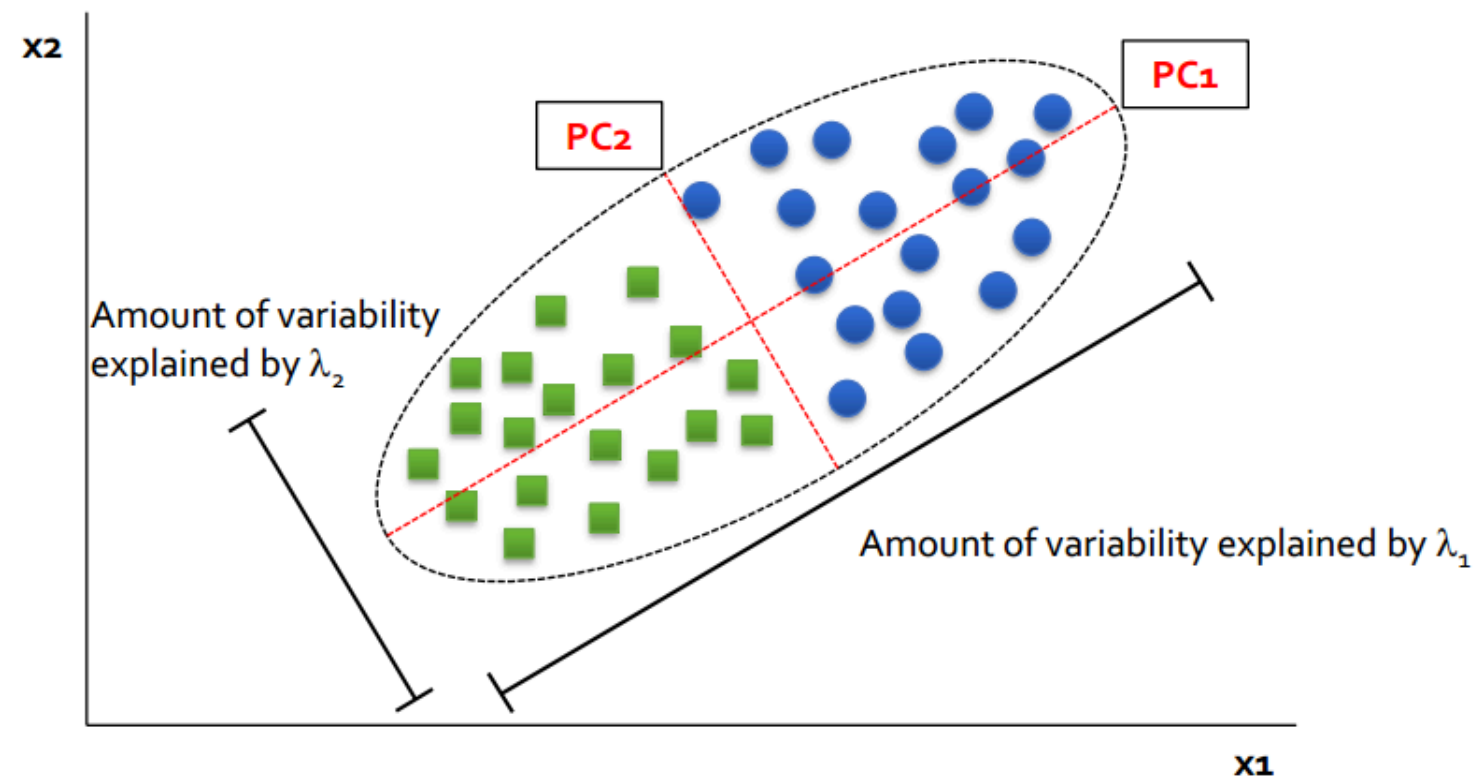 X2
PC1
PC2
Amount of variability
explained by λ₂
Amount of variability explained by λ₁
X1